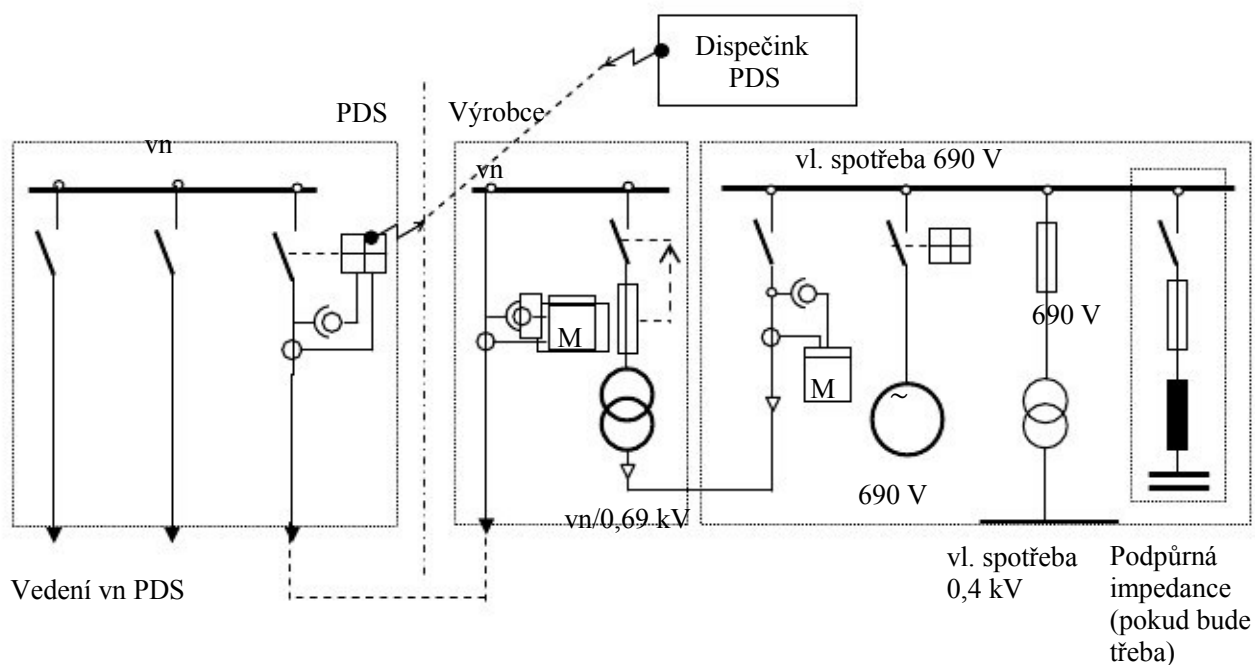 Dispečink
PDS
PDS
Výrobce
vn
vn
vl. spotřeba 690 V
690 V
M
M
~
690 V
vn/0,69 kV
Vedení vn PDS
vl. spotřeba
0,4 kV
Podpůrná
impedance
(pokud bude
třeba)